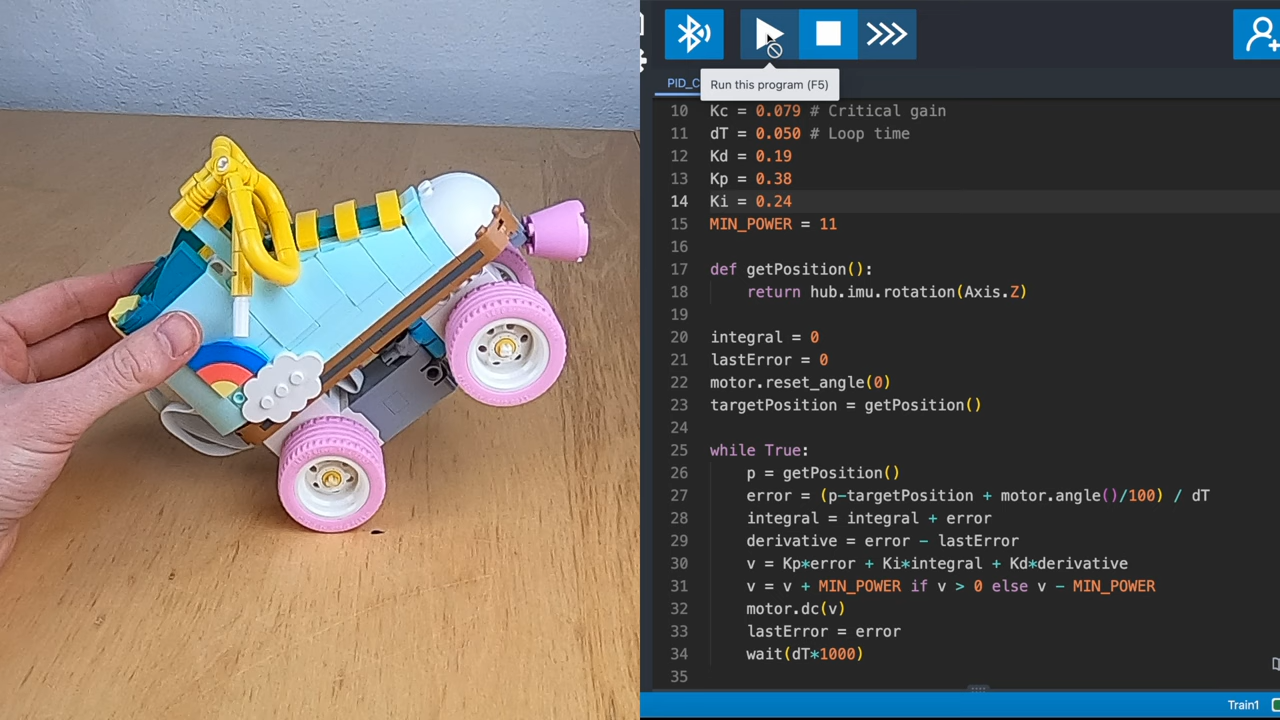 PID_C
Run this program (F5)
10 Kc = 0.079 # Critical gain
11 dT = 0.050 # Loop time
12 Kd = 0.19
13 Kp = 0.38
14 Ki = 0.24
15 MIN_POWER = 11
16
17 def getPosition():
18     return hub.imu.rotation(Axis.Z)
19
20 integral = 0
21 lastError = 0
22 motor.reset_angle(0)
23 targetPosition = getPosition()
24
25 while True:
26     p = getPosition()
27     error = (p-targetPosition + motor.angle()/100) / dT
28     integral = integral + error
29     derivative = error - lastError
30     v = Kp*error + Ki*integral + Kd*derivative
31     v = v + MIN_POWER if v > 0 else v - MIN_POWER
32     motor.dc(v)
33     lastError = error
34     wait(dT*1000)
35
Train1